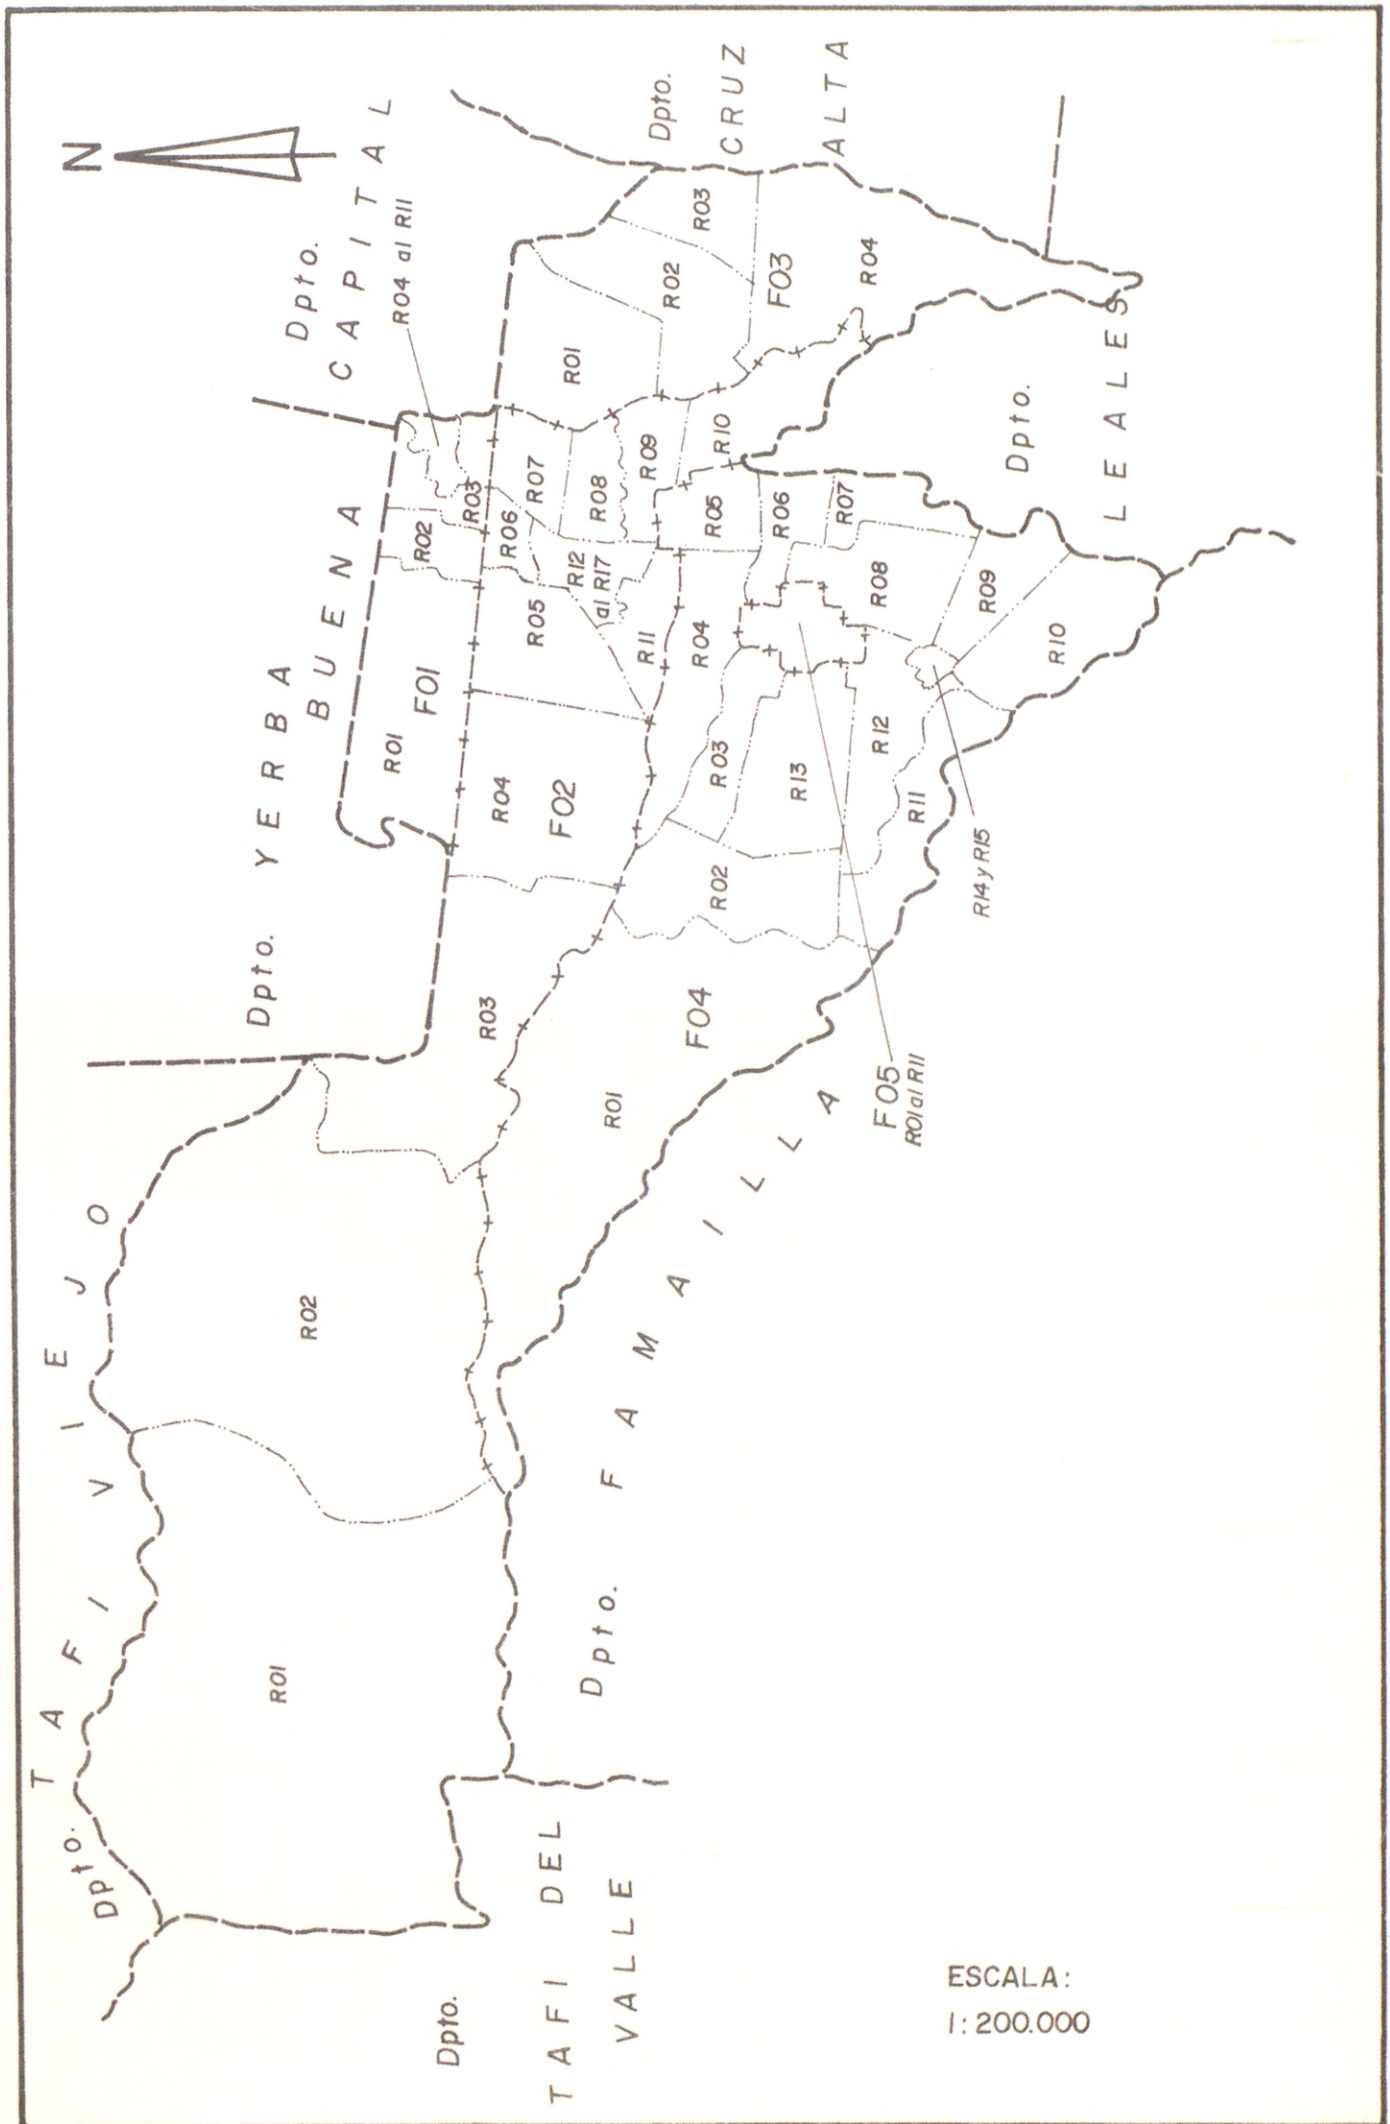 N
Dpto.
CAPITAL
R04 al R11
Dpto. YERBA
BUENA
Dpto.
CRUZ
ALTA
Dpto.
TAFI VIEJO
R01
R02
R03
R01
F01
R02
R03
R04
F02
R05
R06
R07
R08
R09
R10
R11
R12
al R17
R01
R02
R03
F03
R04
R01
F04
R02
R03
R04
R05
R06
R07
R08
R09
R10
R11
R12
R13
R14 y R15
F05
R01 al R11
Dpto.
LEALES
Dpto. FAMAILLA
Dpto.
TAFI DEL
VALLE
ESCALA:
1:200.000